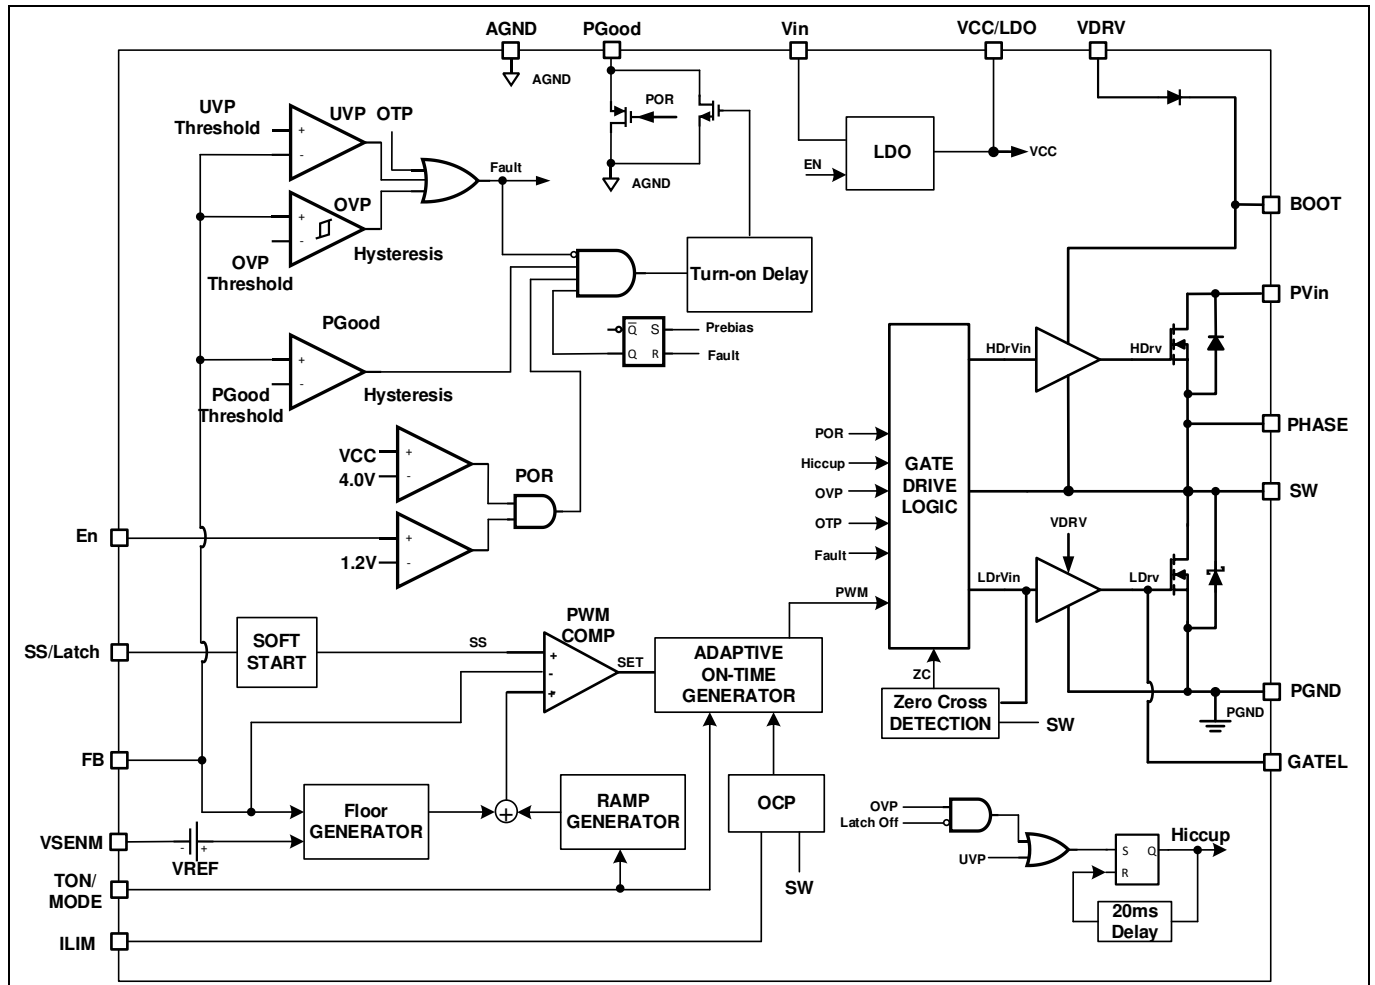 AGND
PGood
Vin
VCC/LDO
VDRV
AGND
UVP
Threshold
+
-
UVP
OTP
POR
LDO
EN
VCC
Fault
AGND
+
-
OVP
Hysteresis
OVP
Threshold
BOOT
Turn-on Delay
PVin
PGood
+
-
Hysteresis
PGood
Threshold
Q
S
Prebias
Q
R
Fault
HDrVin
HDrv
PHASE
POR
Hiccup
OVP
OTP
Fault
PWM
GATE
DRIVE
LOGIC
VCC
+
4.0V
-
POR
SW
En
+
1.2V
-
VDRV
LDrVin
LDrv
SS/Latch
SOFT
START
SS
PWM
COMP
+
-
+
SET
ADAPTIVE
ON-TIME
GENERATOR
ZC
Zero Cross
DETECTION
SW
PGND
PGND
FB
GATEL
Floor
GENERATOR
+
RAMP
GENERATOR
OCP
SW
VSENM
-
+
VREF
TON/
MODE
ILIM
OVP
Latch Off
UVP
S
Q
R
Hiccup
20ms
Delay